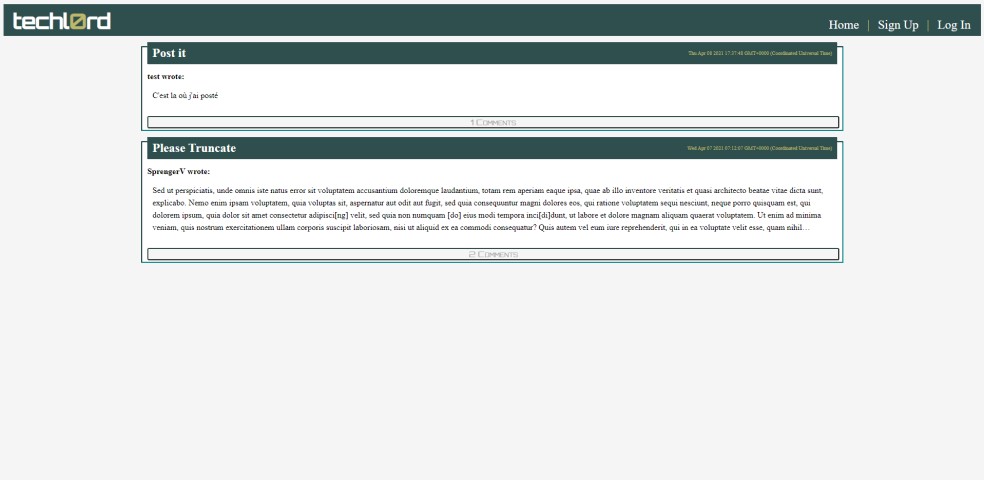 techl0rd
Home | Sign Up | Log In
Post it
Thu Apr 08 2021 17:37:48 GMT+0000 (Coordinated Universal Time)
test wrote:
C'est la où j'ai posté
1 Comments
Please Truncate
Wed Apr 07 2021 07:12:07 GMT+0000 (Coordinated Universal Time)
SprengerV wrote:
Sed ut perspiciatis, unde omnis iste natus error sit voluptatem accusantium doloremque laudantium, totam rem aperiam eaque ipsa, quae ab illo inventore veritatis et quasi architecto beatae vitae dicta sunt,
explicabo. Nemo enim ipsam voluptatem, quia voluptas sit, aspernatur aut odit aut fugit, sed quia consequuntur magni dolores eos, qui ratione voluptatem sequi nesciunt, neque porro quisquam est, qui
dolorem ipsum, quia dolor sit amet consectetur adipisci[ng] velit, sed quia non numquam [do] eius modi tempora inci[di]dunt, ut labore et dolore magnam aliquam quaerat voluptatem. Ut enim ad minima
veniam, quis nostrum exercitationem ullam corporis suscipit laboriosam, nisi ut aliquid ex ea commodi consequatur? Quis autem vel eum iure reprehenderit, qui in ea voluptate velit esse, quam nihil…
2 Comments